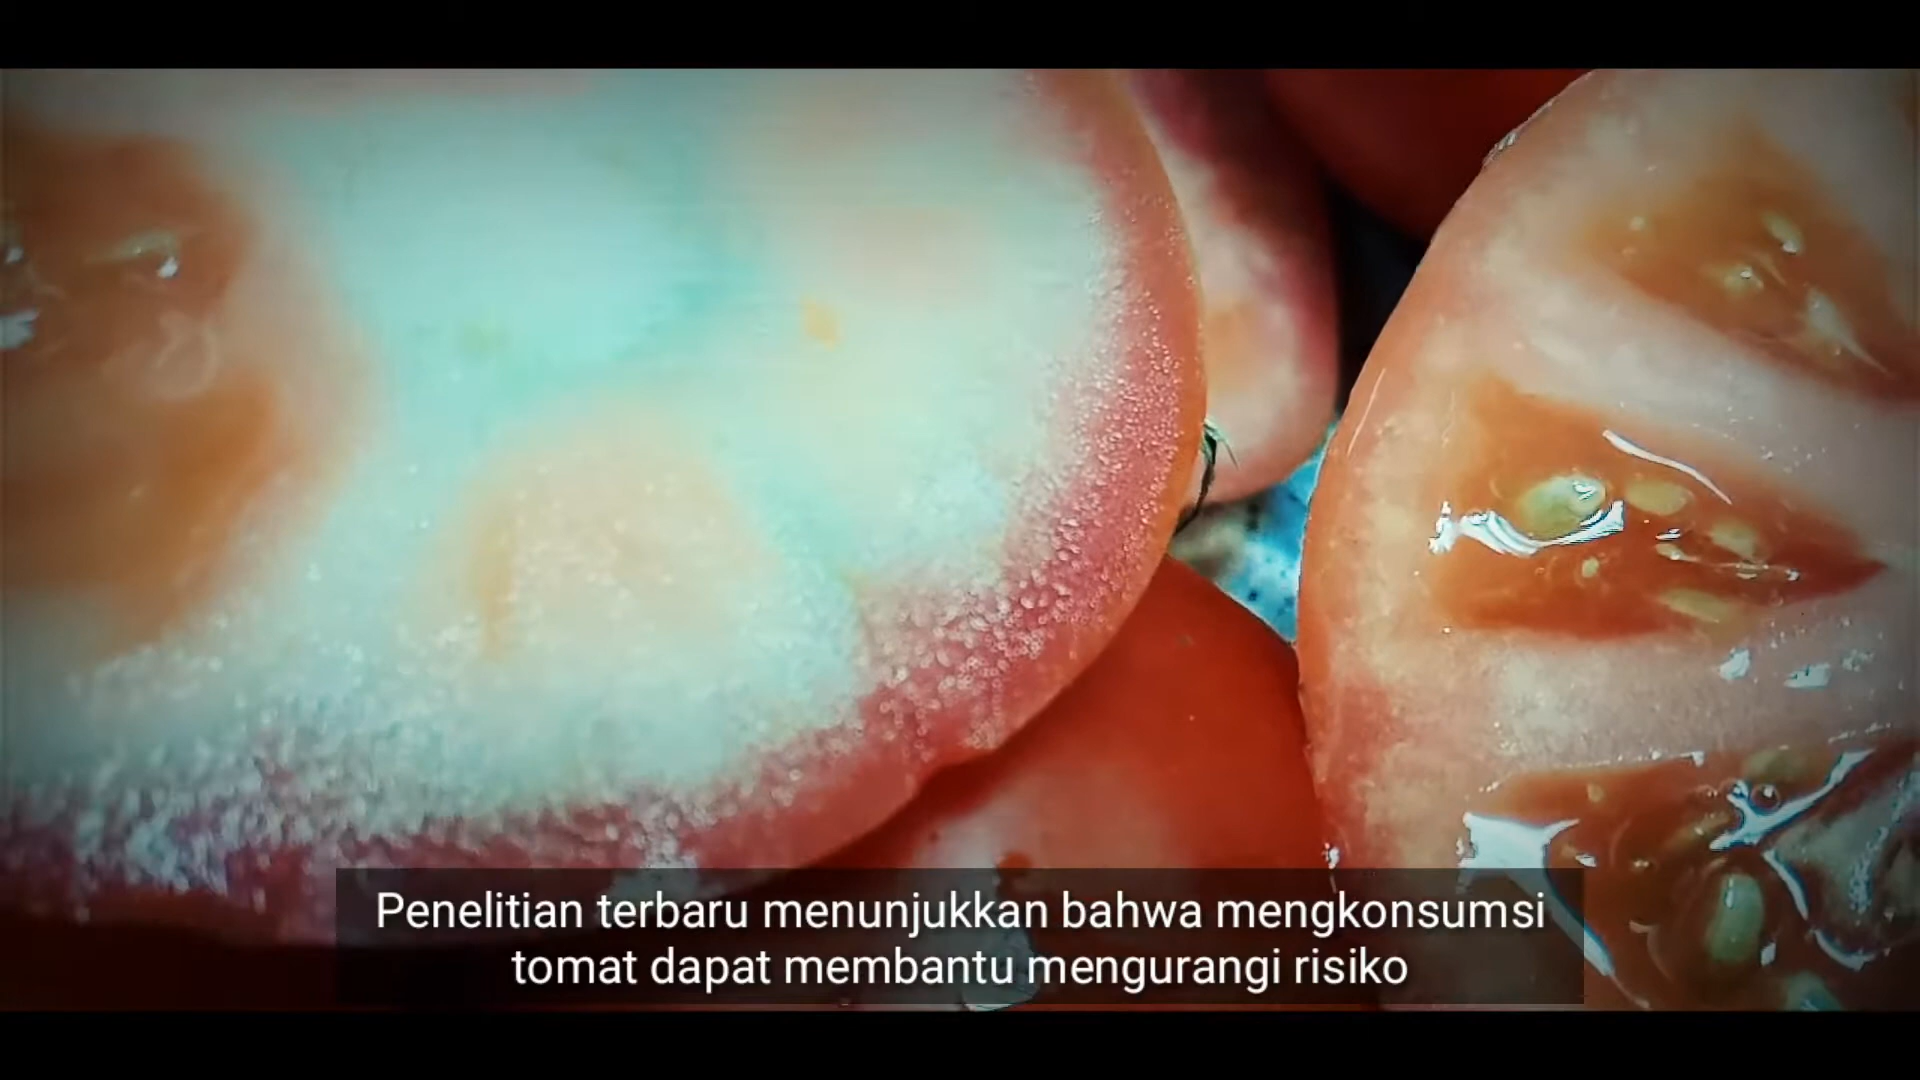 Penelitian terbaru menunjukkan bahwa mengkonsumsi
tomat dapat membantu mengurangi risiko